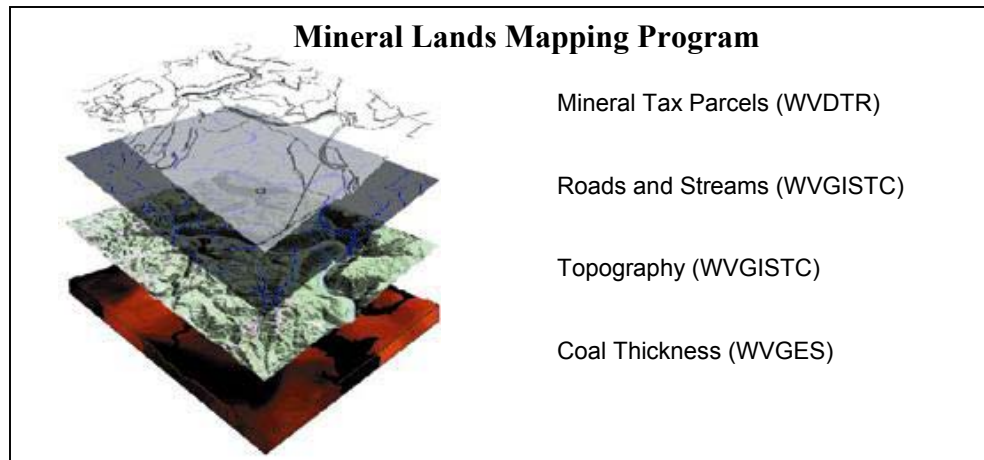 Mineral Lands Mapping Program
Mineral Tax Parcels (WVDTR)
Roads and Streams (WVGISTC)
Topography (WVGISTC)
Coal Thickness (WVGES)